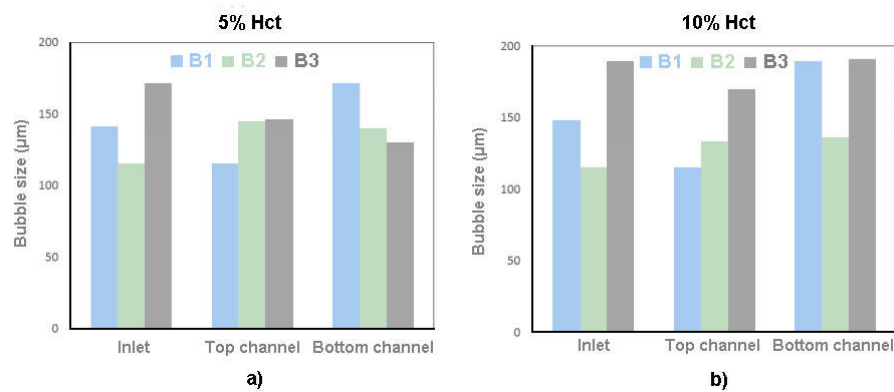 5% Hct
200
150
100
50
0
Bubble size (µm)
B1 B2 B3
Inlet Top channel Bottom channel
a)
10% Hct
200
150
100
50
0
Bubble size (µm)
B1 B2 B3
Inlet Top channel Bottom channel
b)